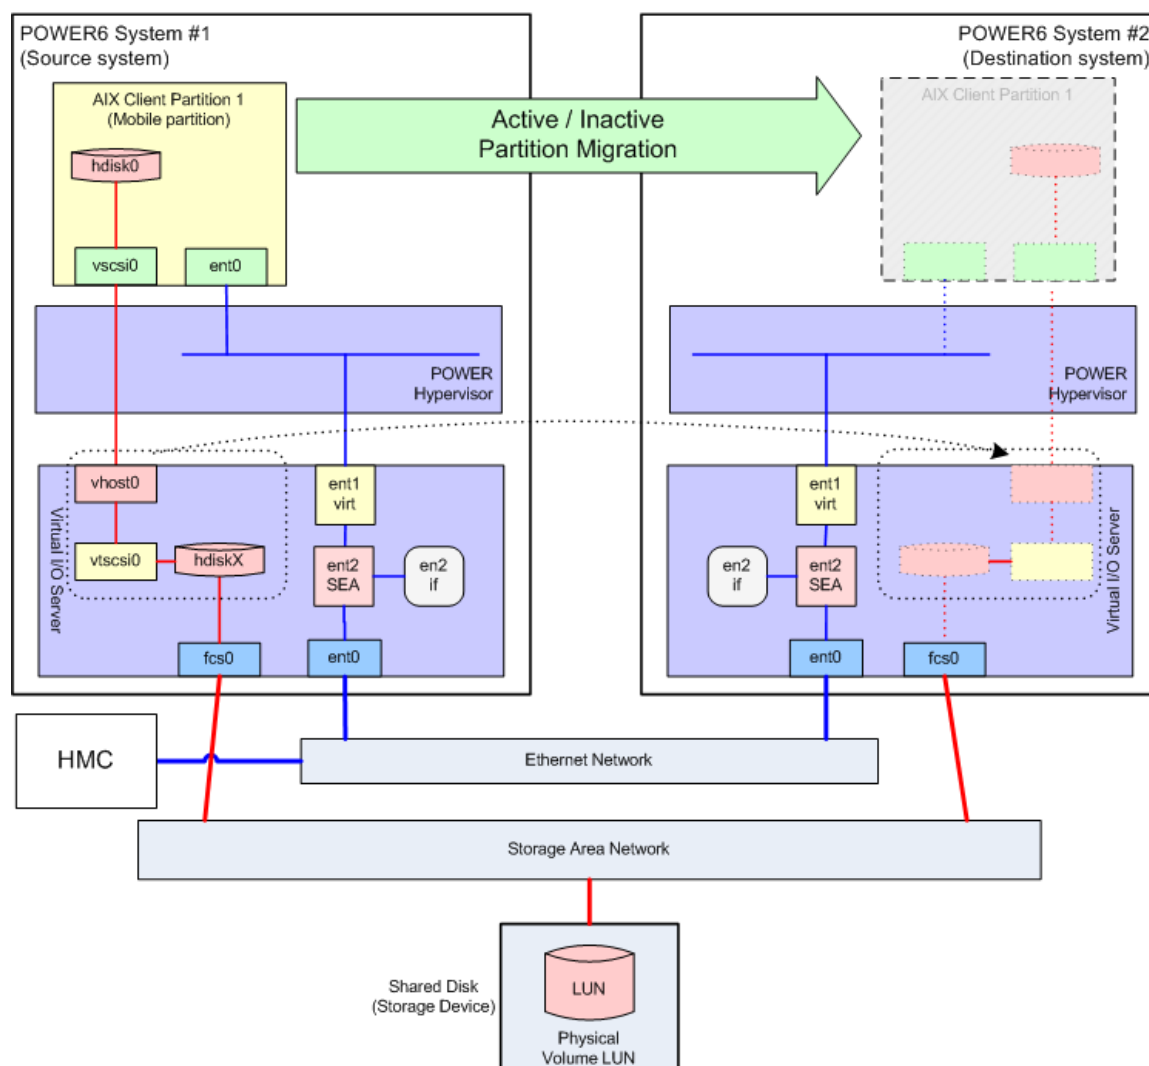 POWER6 System #1
(Source system)
AIX Client Partition 1
(Mobile partition)
hdisk0
vscsi0
ent0
Active / Inactive
Partition Migration
POWER6 System #2
(Destination system)
AIX Client Partition 1
POWER
Hypervisor
POWER
Hypervisor
vhost0
vtscsi0
hdiskX
fcs0
ent1
virt
ent2
SEA
en2
if
ent0
Virtual I/O Server
ent1
virt
en2
if
ent2
SEA
ent0
fcs0
Virtual I/O Server
HMC
Ethernet Network
Storage Area Network
Shared Disk
(Storage Device)
LUN
Physical
Volume LUN